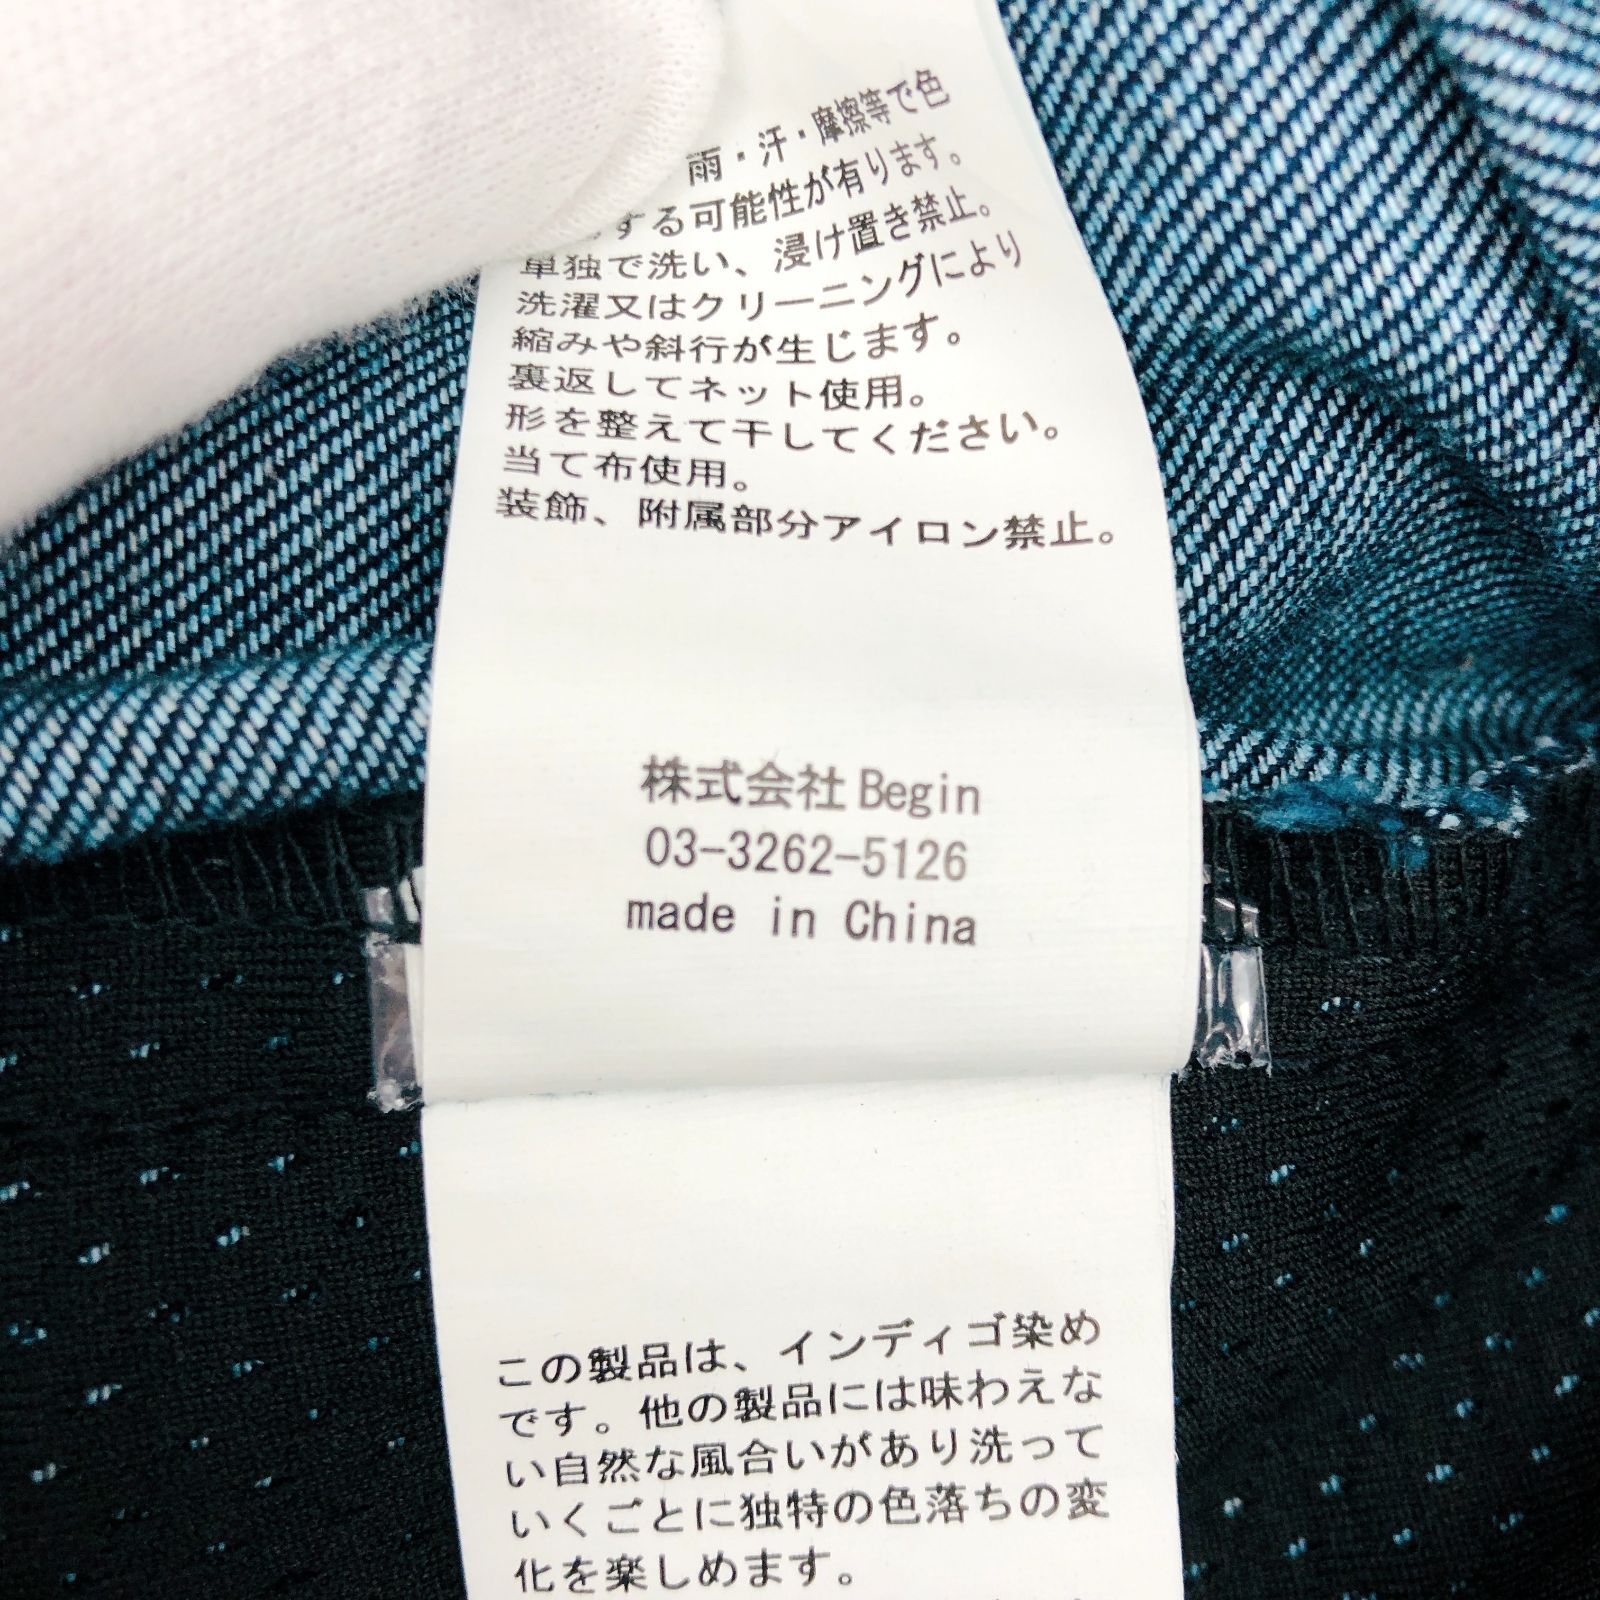 雨・汗・摩擦等で色
する可能性が有ります。
単独で洗い、浸け置き禁止。
洗濯又はクリーニングにより
縮みや斜行が生じます。
裏返してネット使用。
形を整えて干してください。
当て布使用。
装飾、附属部分アイロン禁止。
株式会社Begin
03-3262-5126
made in China
この製品は、インディゴ染め
です。他の製品には味わえな
い自然な風合いがあり洗って
いくごとに独特の色落ちの変
化を楽しめます。